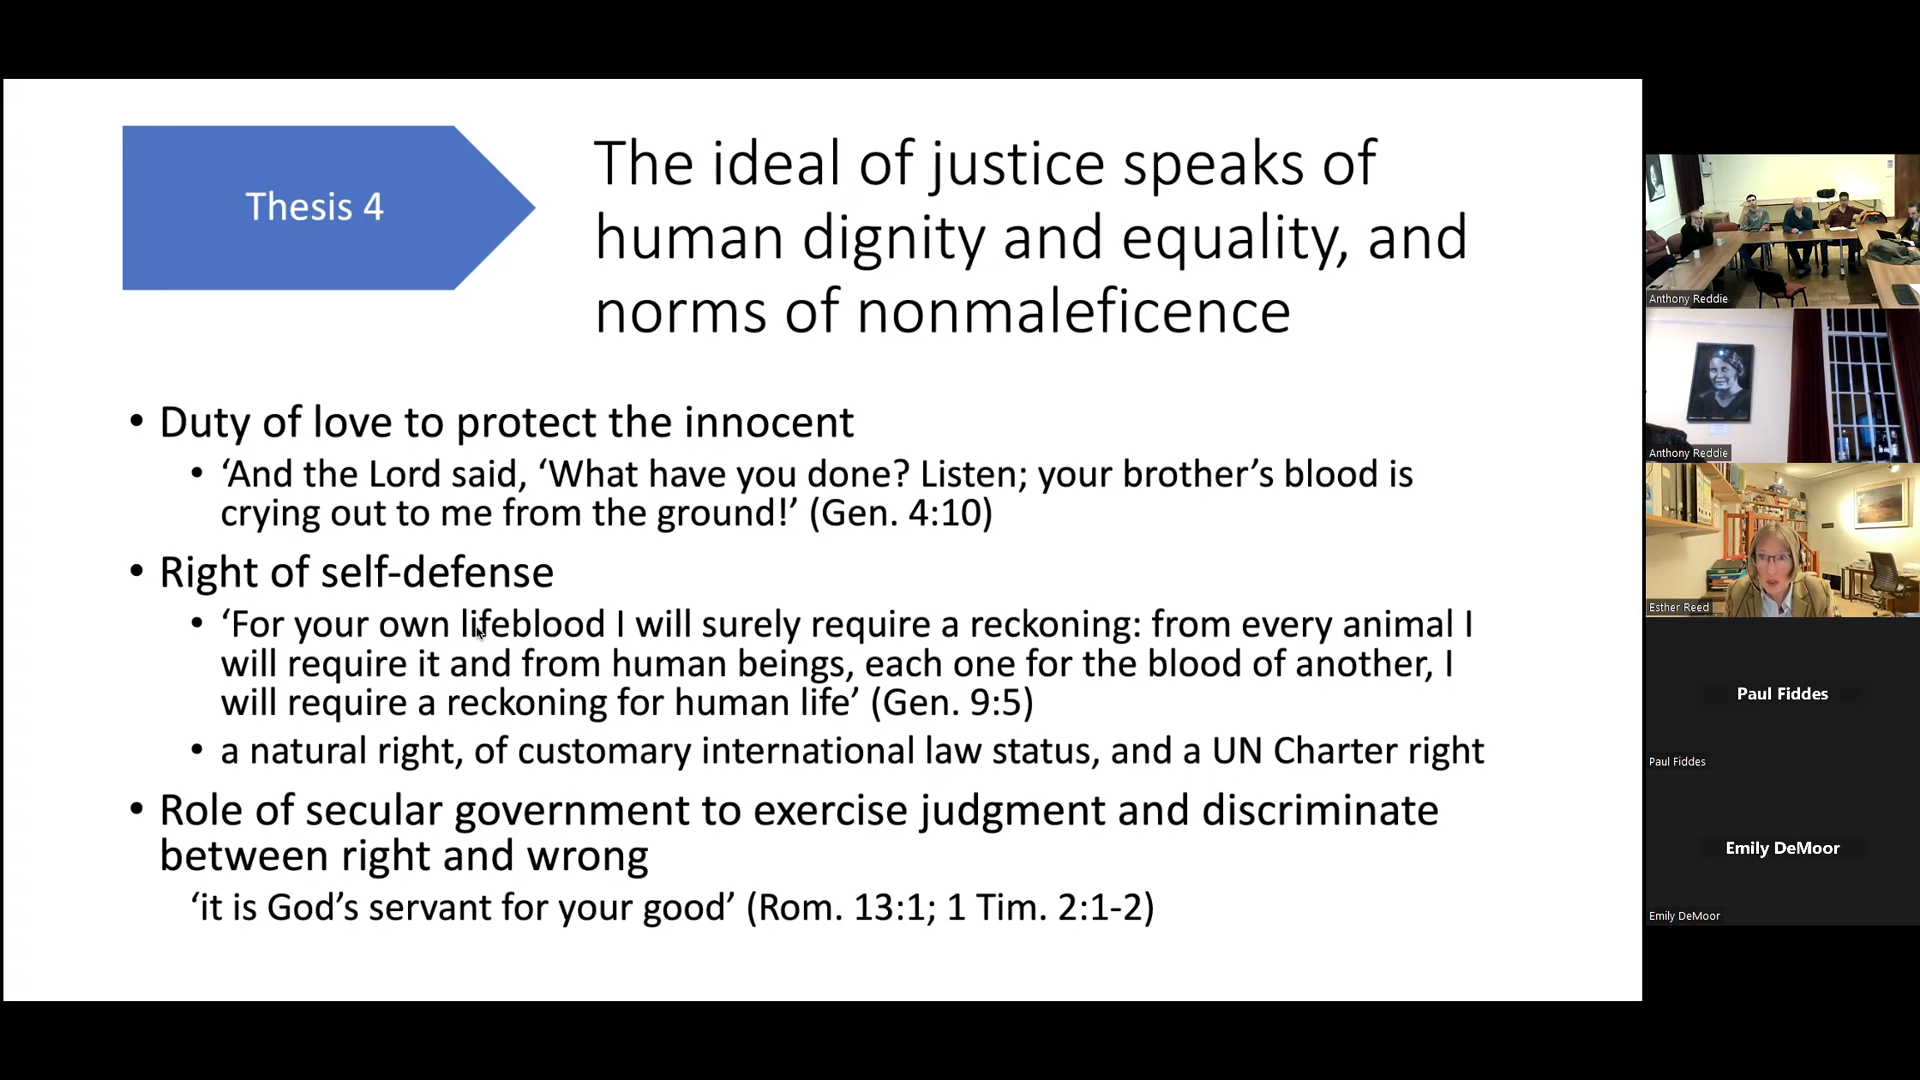 Thesis 4
The ideal of justice speaks of
human dignity and equality, and
norms of nonmaleficence
• Duty of love to protect the innocent
• ‘And the Lord said, ‘What have you done? Listen; your brother’s blood is
crying out to me from the ground!’ (Gen. 4:10)
• Right of self-defense
• ‘For your own lifeblood I will surely require a reckoning: from every animal I
will require it and from human beings, each one for the blood of another, I
will require a reckoning for human life’ (Gen. 9:5)
• a natural right, of customary international law status, and a UN Charter right
• Role of secular government to exercise judgment and discriminate
between right and wrong
‘it is God’s servant for your good’ (Rom. 13:1; 1 Tim. 2:1-2)
Anthony Reddie
Anthony Reddie
Esther Reed
Paul Fiddes
Paul Fiddes
Emily DeMoor
Emily DeMoor